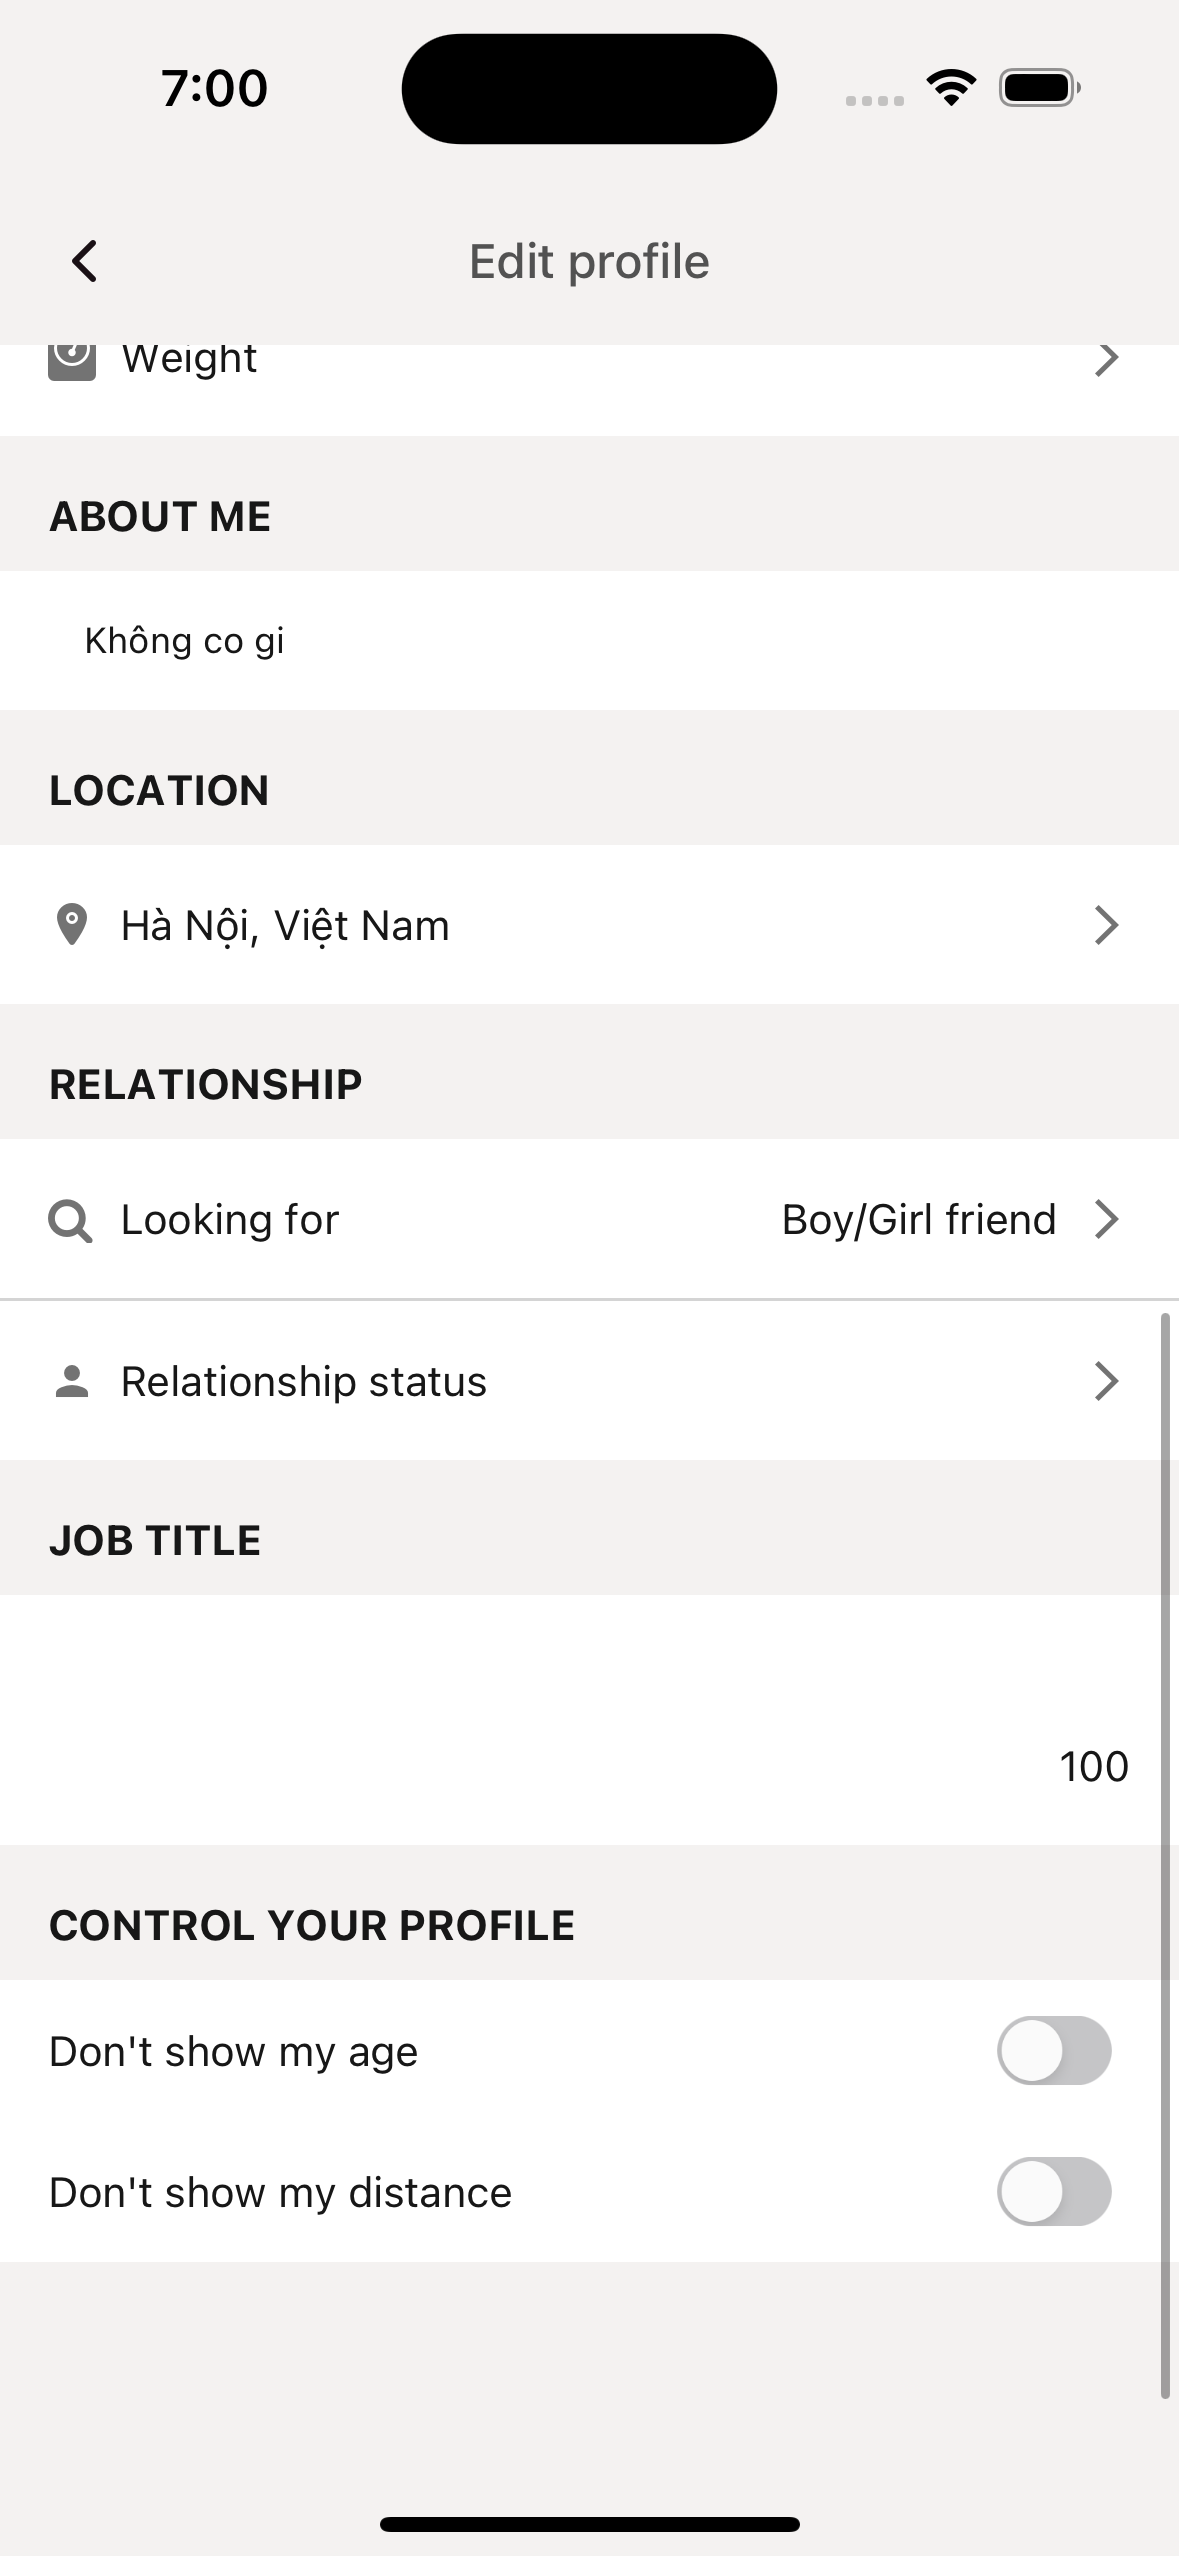 7:00
Edit profile
Weight
ABOUT ME
Không co gi
LOCATION
Hà Nội, Việt Nam
RELATIONSHIP
Looking for Boy/Girl friend
Relationship status
JOB TITLE
100
CONTROL YOUR PROFILE
Don't show my age
Don't show my distance